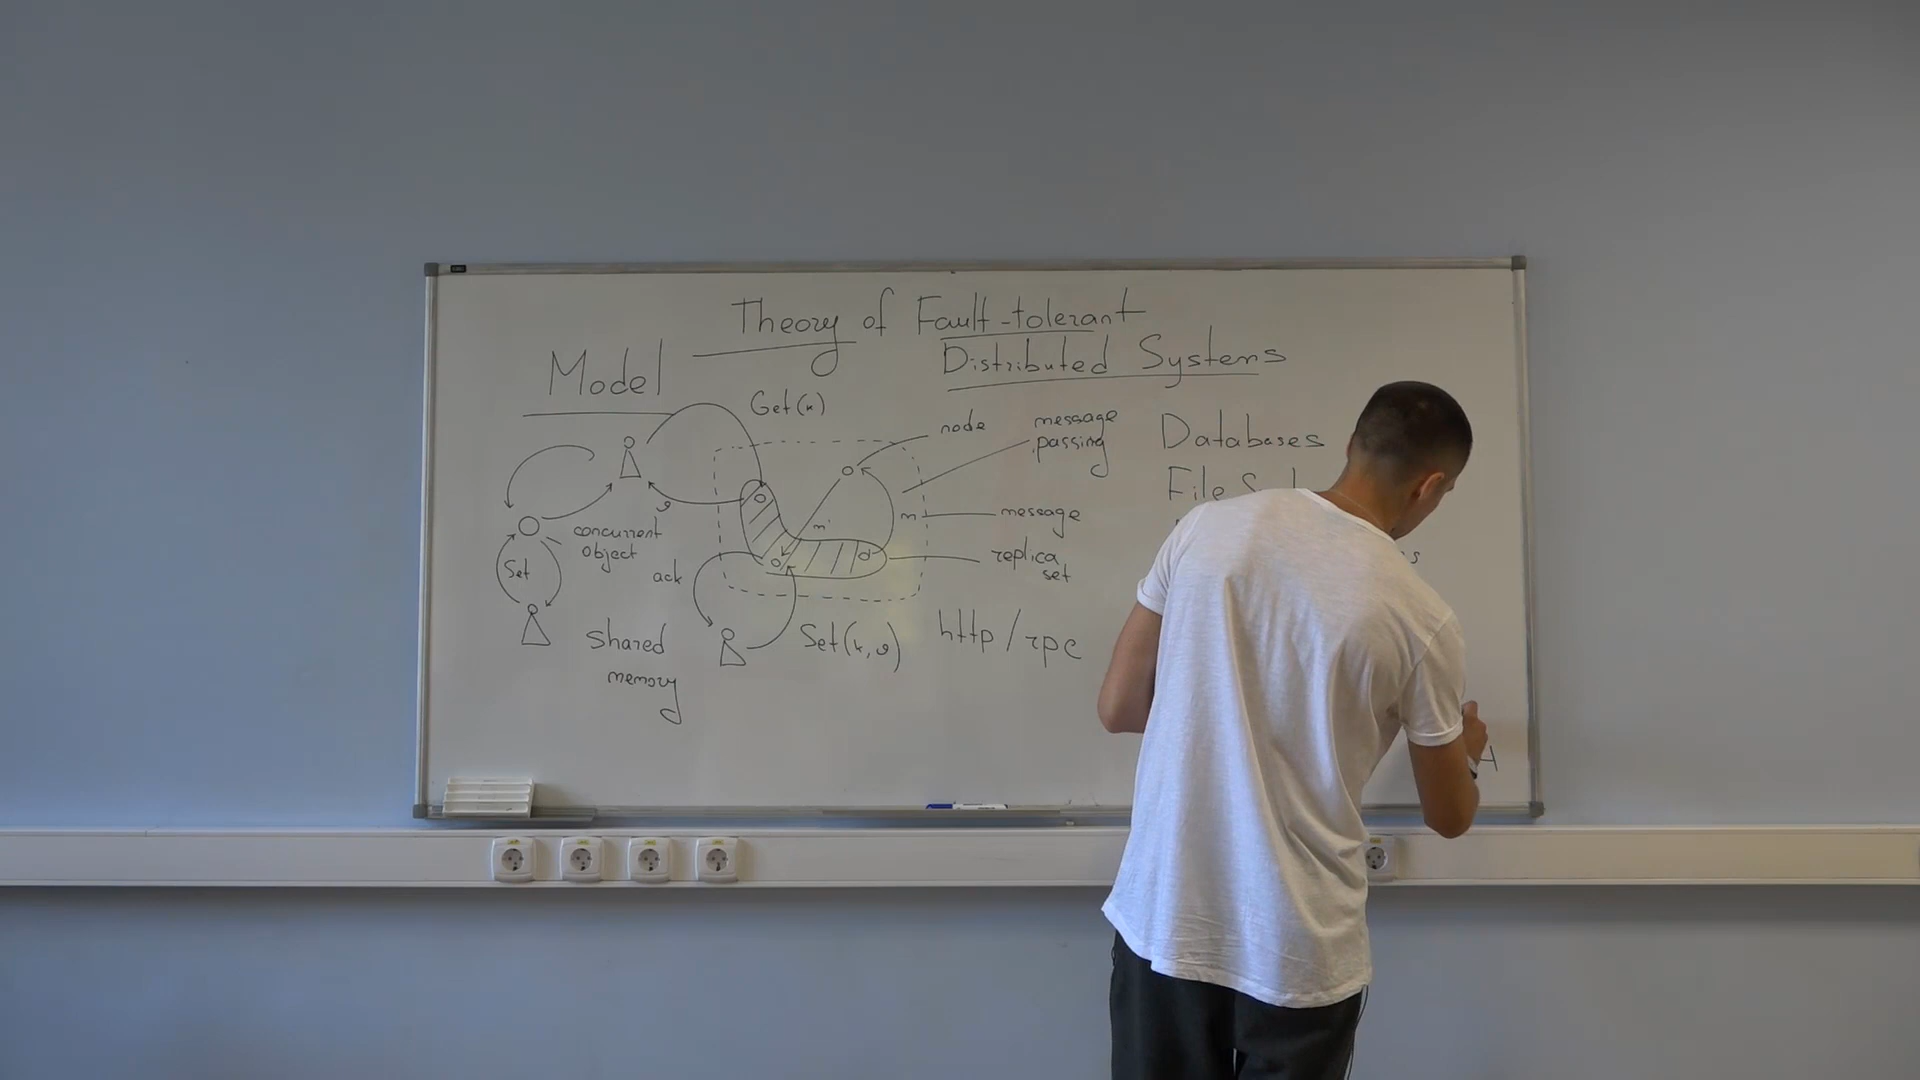 Theory of Fault-tolerant
Distributed Systems
Model
Get(k)
node
message
passing
Databases
File
m
message
m'
concurrent
object
Set
ack
replica
set
shared
memory
Set(k, v)
http/rpc
v